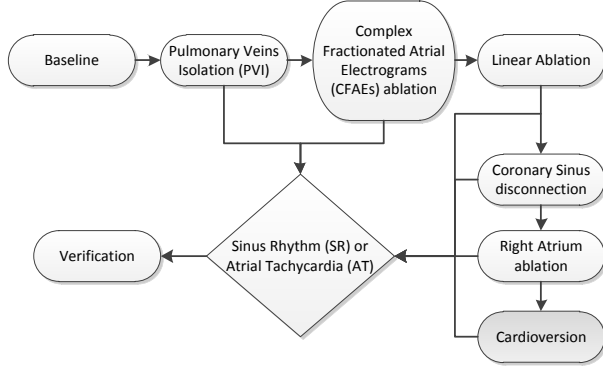 Baseline
Pulmonary Veins
Isolation (PVI)
Complex
Fractionated Atrial
Electrograms
(CFAEs) ablation
Linear Ablation
Coronary Sinus
disconnection
Verification
Sinus Rhythm (SR) or
Atrial Tachycardia (AT)
Right Atrium
ablation
Cardioversion